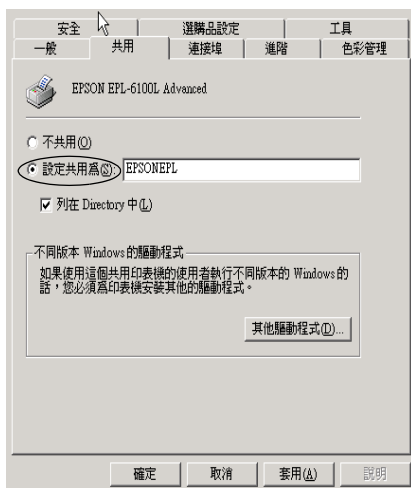 安全 選購品設定 工具
一般 共用 連接埠 進階 色彩管理
EPSON EPL-6100L Advanced
不共用(O)
設定共用為(S): EPSONEPL
列在 Directory 中(L)
不同版本 Windows 的驅動程式
如果使用這個共用印表機的使用者執行不同版本的 Windows 的
話，您必須為印表機安裝其他的驅動程式。
其他驅動程式(D)...
確定 取消 套用(A) 說明